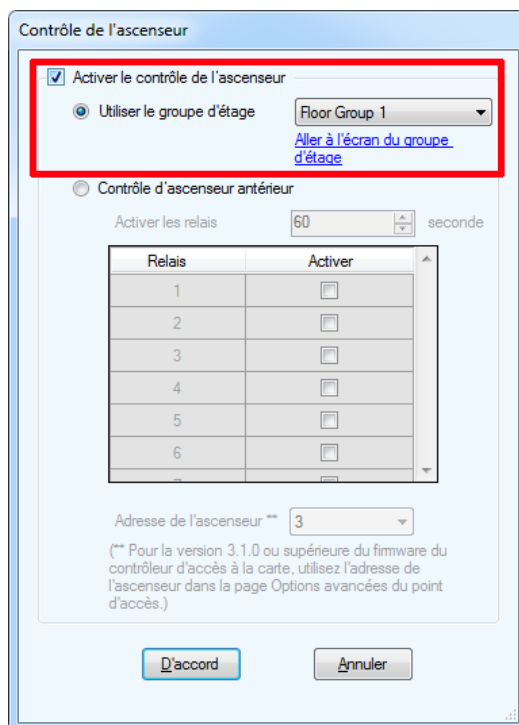 Contrôle de l'ascenseur
Activer le contrôle de l'ascenseur
Utiliser le groupe d'étage
Floor Group 1
Aller à l'écran du groupe
d'étage
Contrôle d'ascenseur antérieur
Activer les relais
60
seconde
Relais Activer
1
2
3
4
5
6
Adresse de l'ascenseur **
3
(** Pour la version 3.1.0 ou supérieure du firmware du
contrôleur d'accès à la carte, utilisez l'adresse de
l'ascenseur dans la page Options avancées du point
d'accès.)
D'accord
Annuler